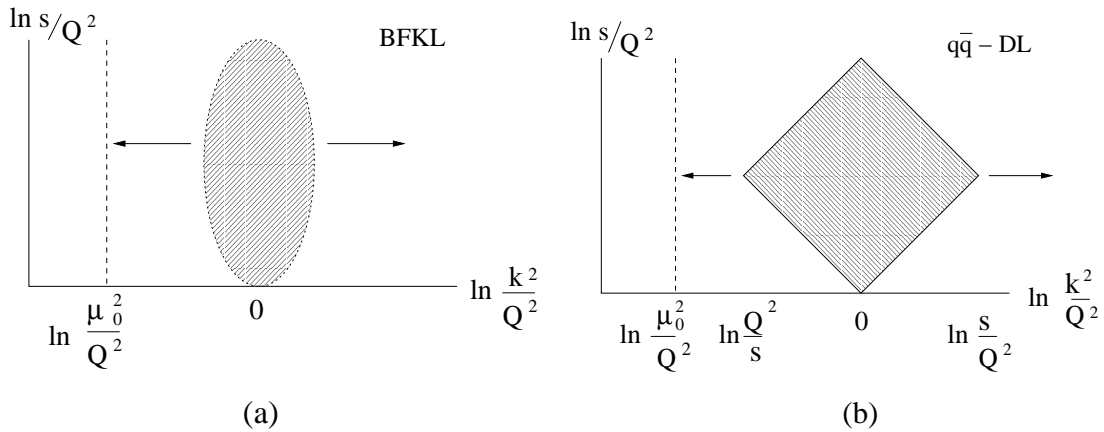 ln s/Q²
BFKL
ln k²/Q²
0
ln μ₀²/Q²
(a)
ln s/Q²
qq̄ − DL
ln k²/Q²
ln μ₀²/Q²
ln Q²/s
0
ln s/Q²
(b)